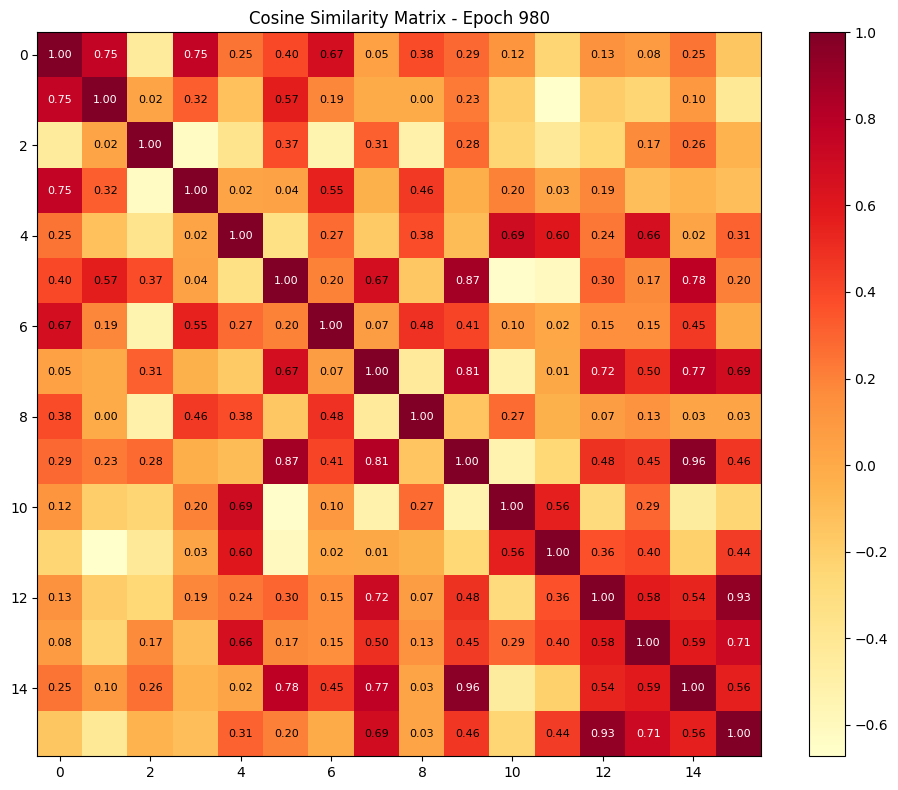 Cosine Similarity Matrix - Epoch 980
0 1.00 0.75 0.75 0.25 0.40 0.67 0.05 0.38 0.29 0.12 0.13 0.08 0.25 1.0
0.75 1.00 0.02 0.32 0.57 0.19 0.00 0.23 0.10
2 0.02 1.00 0.37 0.31 0.28 0.17 0.26 0.8
0.75 0.32 1.00 0.02 0.04 0.55 0.46 0.20 0.03 0.19
4 0.25 0.02 1.00 0.27 0.38 0.69 0.60 0.24 0.66 0.02 0.31 0.6
0.40 0.57 0.37 0.04 1.00 0.20 0.67 0.87 0.30 0.17 0.78 0.20
6 0.67 0.19 0.55 0.27 0.20 1.00 0.07 0.48 0.41 0.10 0.02 0.15 0.15 0.45 0.4
0.05 0.31 0.67 0.07 1.00 0.81 0.01 0.72 0.50 0.77 0.69 0.2
8 0.38 0.00 0.46 0.38 0.48 1.00 0.27 0.07 0.13 0.03 0.03
0.29 0.23 0.28 0.87 0.41 0.81 1.00 0.48 0.45 0.96 0.46 0.0
10 0.12 0.20 0.69 0.10 0.27 1.00 0.56 0.29
0.03 0.60 0.02 0.01 0.56 1.00 0.36 0.40 0.44 −0.2
12 0.13 0.19 0.24 0.30 0.15 0.72 0.07 0.48 0.36 1.00 0.58 0.54 0.93
0.08 0.17 0.66 0.17 0.15 0.50 0.13 0.45 0.29 0.40 0.58 1.00 0.59 0.71 −0.4
14 0.25 0.10 0.26 0.02 0.78 0.45 0.77 0.03 0.96 0.54 0.59 1.00 0.56
0.31 0.20 0.69 0.03 0.46 0.44 0.93 0.71 0.56 1.00 −0.6
0 2 4 6 8 10 12 14